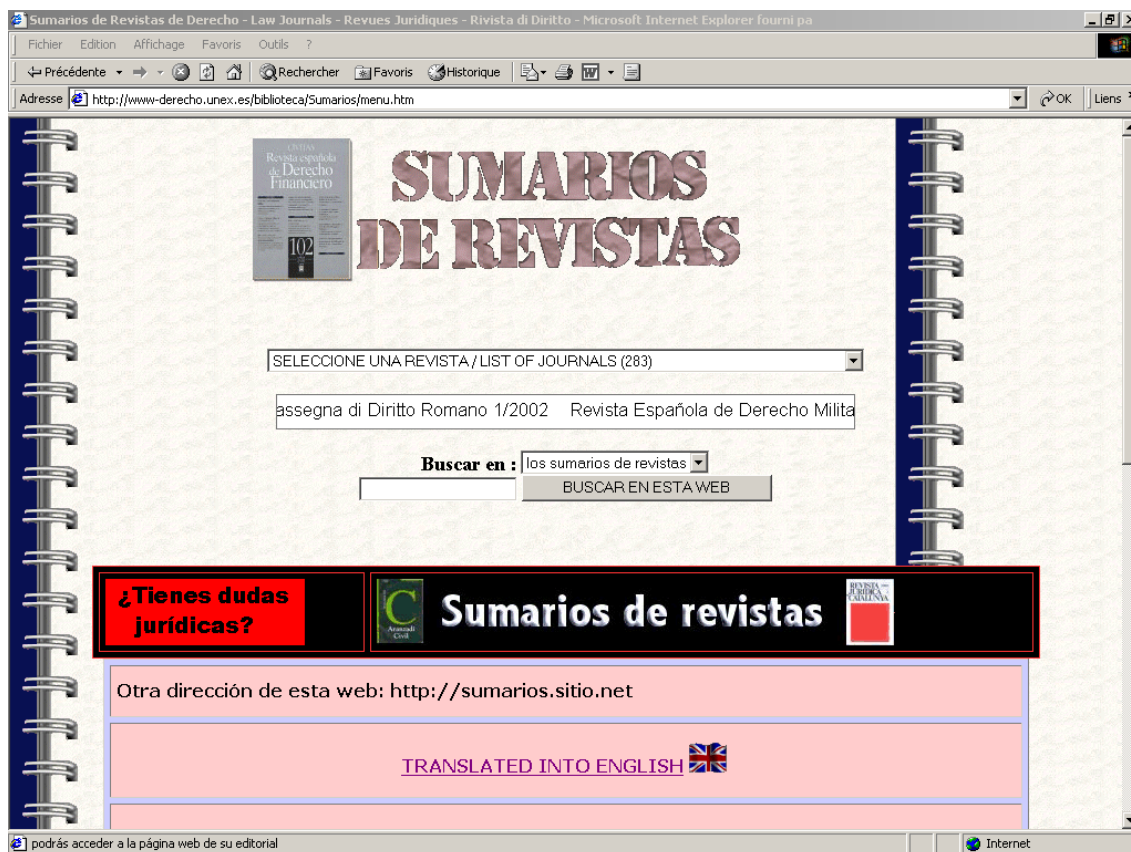 Sumarios de Revistas de Derecho - Law Journals - Revues Juridiques - Rivista di Diritto - Microsoft Internet Explorer fourni pa
Fichier Edition Affichage Favoris Outils ?
Précédente Rechercher Favoris Historique
Adresse http://www-derecho.unex.es/biblioteca/Sumarios/menu.htm OK Liens
CIVITAS
Revista española
de Derecho
Financiero
102
SUMARIOS
DE REVISTAS
SELECCIONE UNA REVISTA / LIST OF JOURNALS (283)
assegna di Diritto Romano 1/2002 Revista Española de Derecho Milita
Buscar en : los sumarios de revistas
BUSCAR EN ESTA WEB
¿Tienes dudas
jurídicas?
C
Aranzadi
Civil
Sumarios de revistas
REVISTA
JURÍDICA
CATALUNYA
Otra dirección de esta web: http://sumarios.sitio.net
TRANSLATED INTO ENGLISH
podrás acceder a la página web de su editorial
Internet